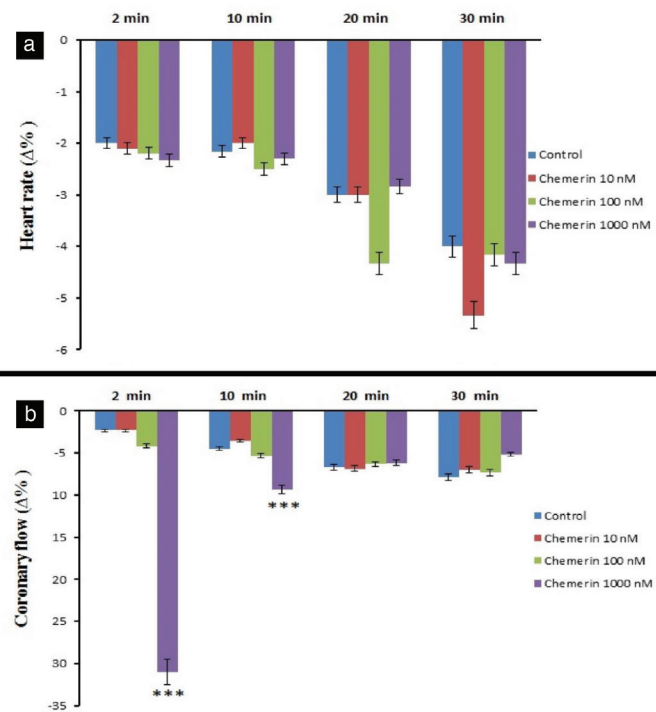 2 min 10 min 20 min 30 min
a
0
-1
-2
-3
-4
-5
-6
Heart rate (Δ%)
Control
Chemerin 10 nM
Chemerin 100 nM
Chemerin 1000 nM
2 min 10 min 20 min 30 min
b
0
-5
10
15
20
25
30
-35
Coronaryflow (Δ%)
***
***
Control
Chemerin 10 nM
Chemerin 100 nM
Chemerin 1000 nM